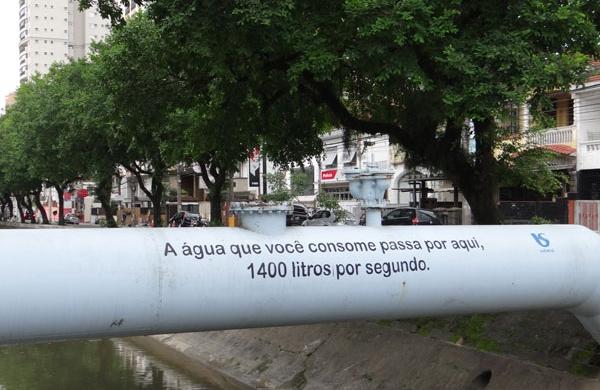 A água que você consome passa por aqui,
1400 litros por segundo.